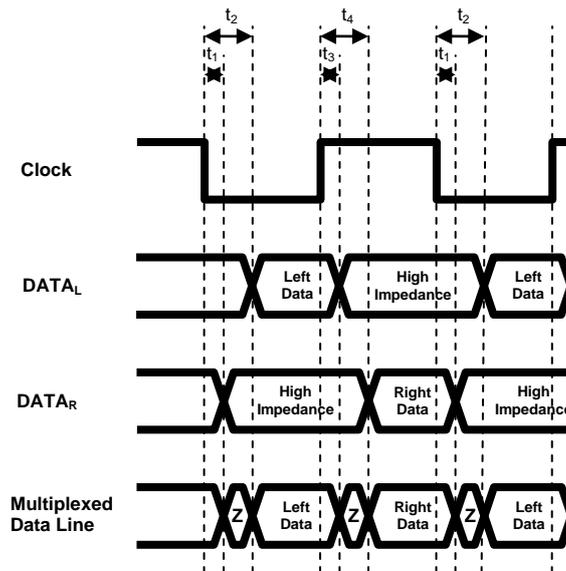 t₂ t₄ t₂
t₁ t₃ t₁
Clock
DATAL Left Data High Impedance Left Data
DATAR High Impedance Right Data High Impedance
Multiplexed Data Line Z Left Data Z Right Data Z Left Data